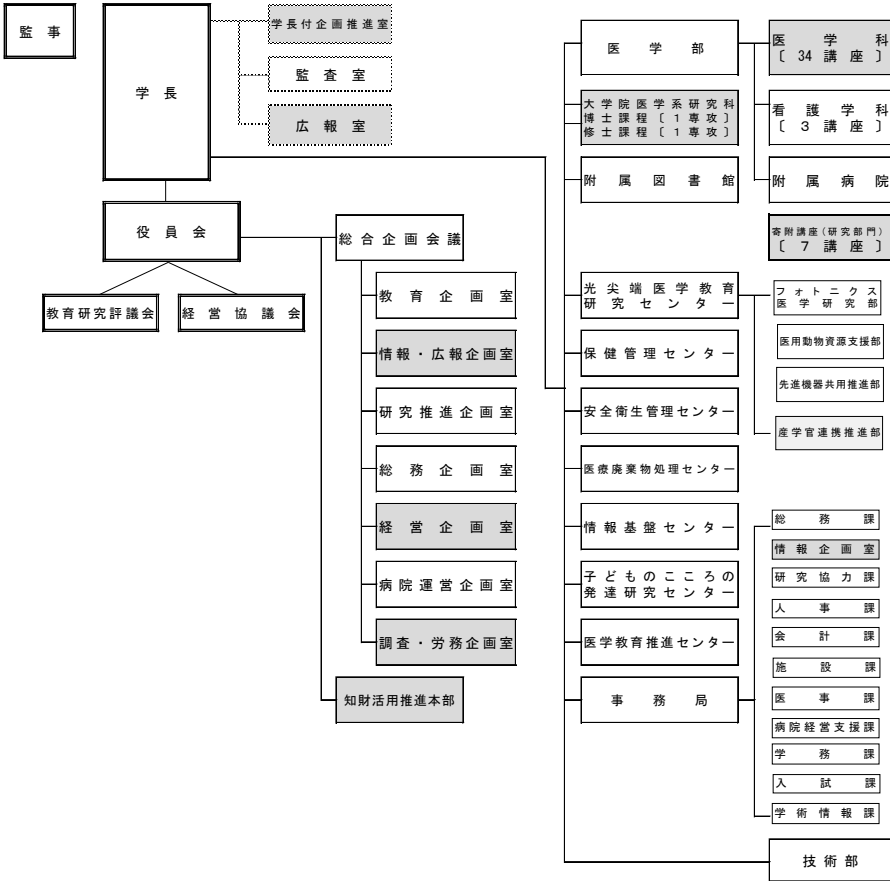 監事
学長
学長付企画推進室
監査室
広報室
役員会
教育研究評議会
経営協議会
総合企画会議
教育企画室
情報・広報企画室
研究推進企画室
総務企画室
経営企画室
病院運営企画室
調査・労務企画室
知財活用推進本部
医学部
大学院医学系研究科
博士課程〔1専攻〕
修士課程〔1専攻〕
附属図書館
光尖端医学教育
研究センター
保健管理センター
安全衛生管理センター
医療廃棄物処理センター
情報基盤センター
子どものこころの
発達研究センター
医学教育推進センター
事務局
医学科
〔34講座〕
看護学科
〔3講座〕
附属病院
寄附講座(研究部門)
〔7講座〕
フォトニクス
医学研究部
医用動物資源支援部
先進機器共用推進部
産学官連携推進部
総務課
情報企画室
研究協力課
人事課
会計課
施設課
医事課
病院経営支援課
学務課
入試課
学術情報課
技術部